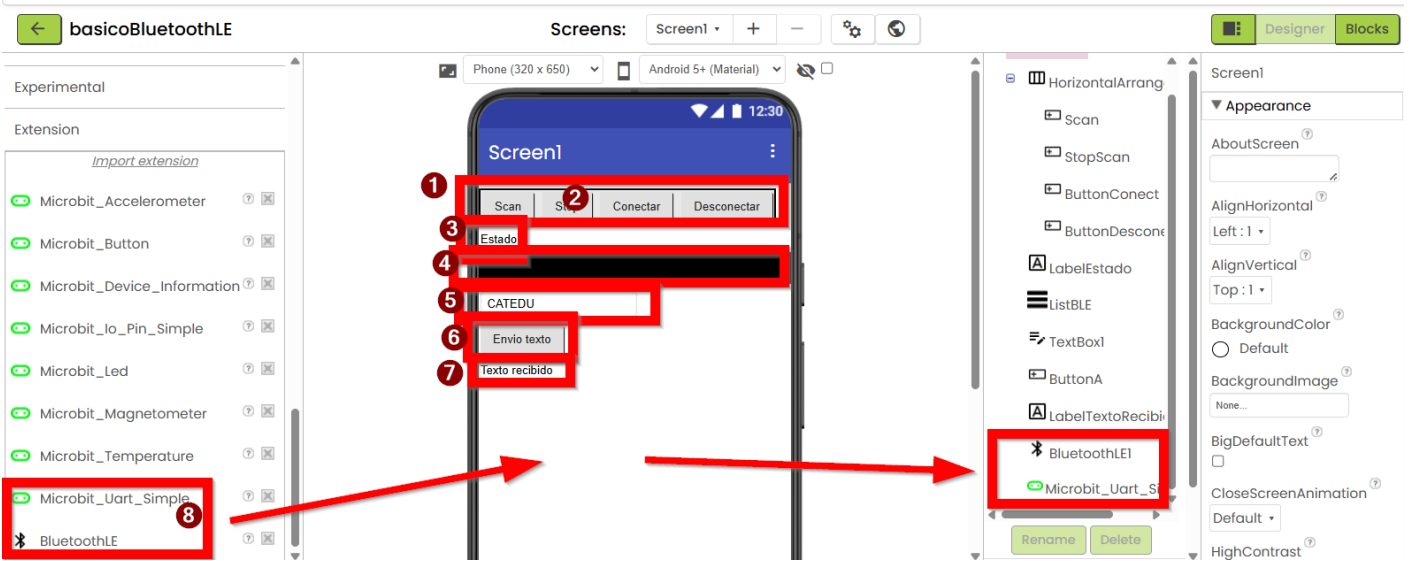 basicoBluetoothLE
Screens:
Screen1
+
−
Designer
Blocks
Experimental
Extension
Import extension
Microbit_Accelerometer
Microbit_Button
Microbit_Device_Information
Microbit_Io_Pin_Simple
Microbit_Led
Microbit_Magnetometer
Microbit_Temperature
Microbit_Uart_Simple
8
BluetoothLE
Phone (320 x 650)
Android 5+ (Material)
12:30
Screen1
1
Scan
2
Conectar
Desconectar
3
Estado
4
5
CATEDU
6
Envio texto
7
Texto recibido
HorizontalArrang
Scan
StopScan
ButtonConect
ButtonDescone
LabelEstado
ListBLE
TextBox1
ButtonA
LabelTextoRecibi
BluetoothLE1
Microbit_Uart_Si
Rename
Delete
Screen1
Appearance
AboutScreen
AlignHorizontal
Left : 1
AlignVertical
Top : 1
BackgroundColor
Default
BackgroundImage
None...
BigDefaultText
CloseScreenAnimation
Default
HighContrast